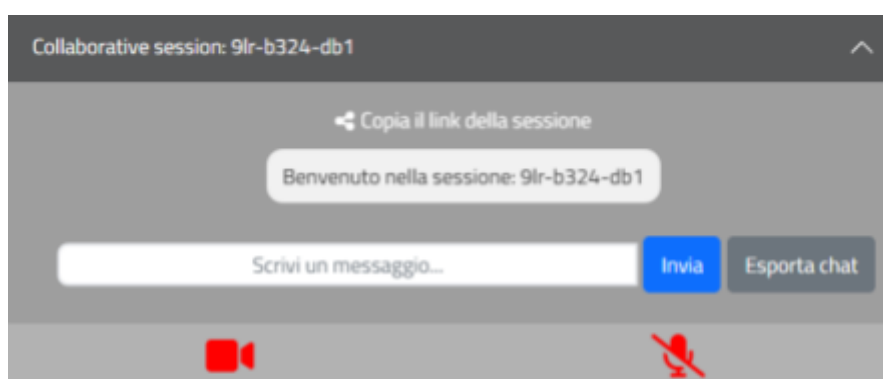 Collaborative session: 9lr-b324-db1
Copia il link della sessione
Benvenuto nella sessione: 9lr-b324-db1
Scrivi un messaggio... Invia Esporta chat